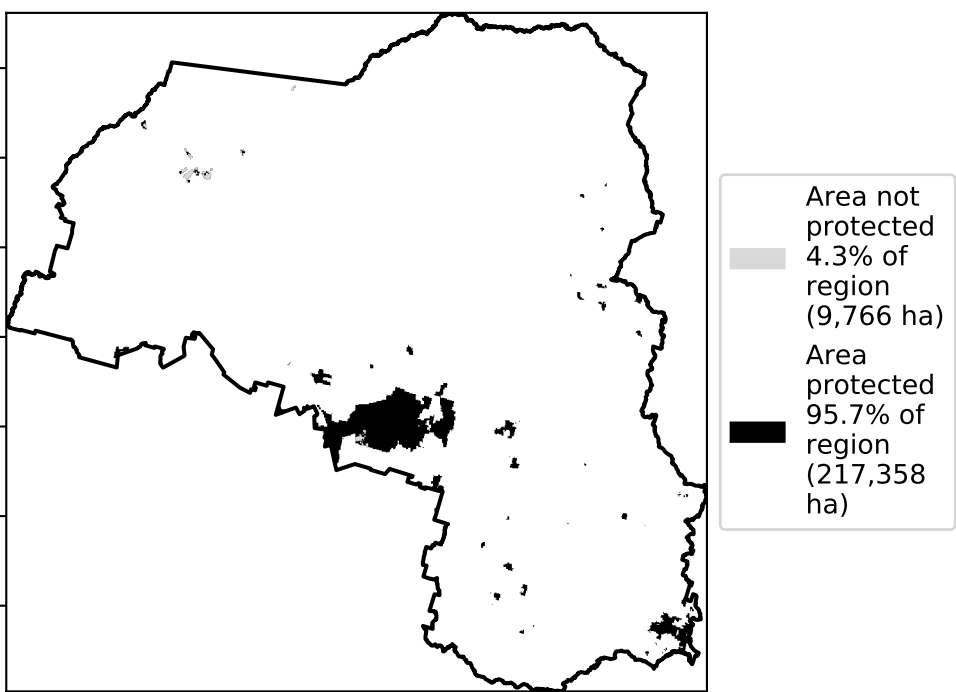 Area not
protected
4.3% of
region
(9,766 ha)
Area
protected
95.7% of
region
(217,358
ha)